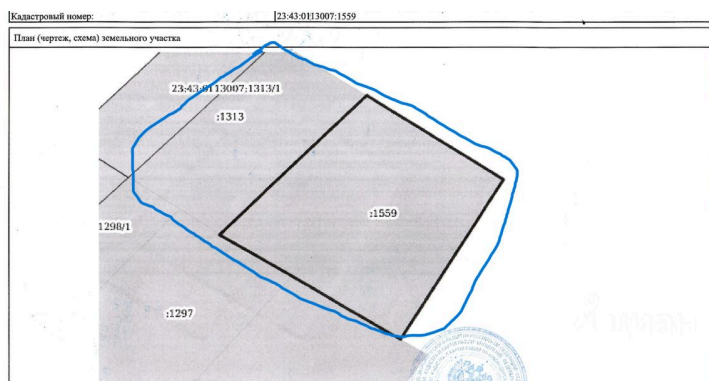 Кадастровый номер: 23:43:0113007:1559
План (чертеж, схема) земельного участка
23:43:0113007:1313/1
:1313
:1559
1298/1
:1297